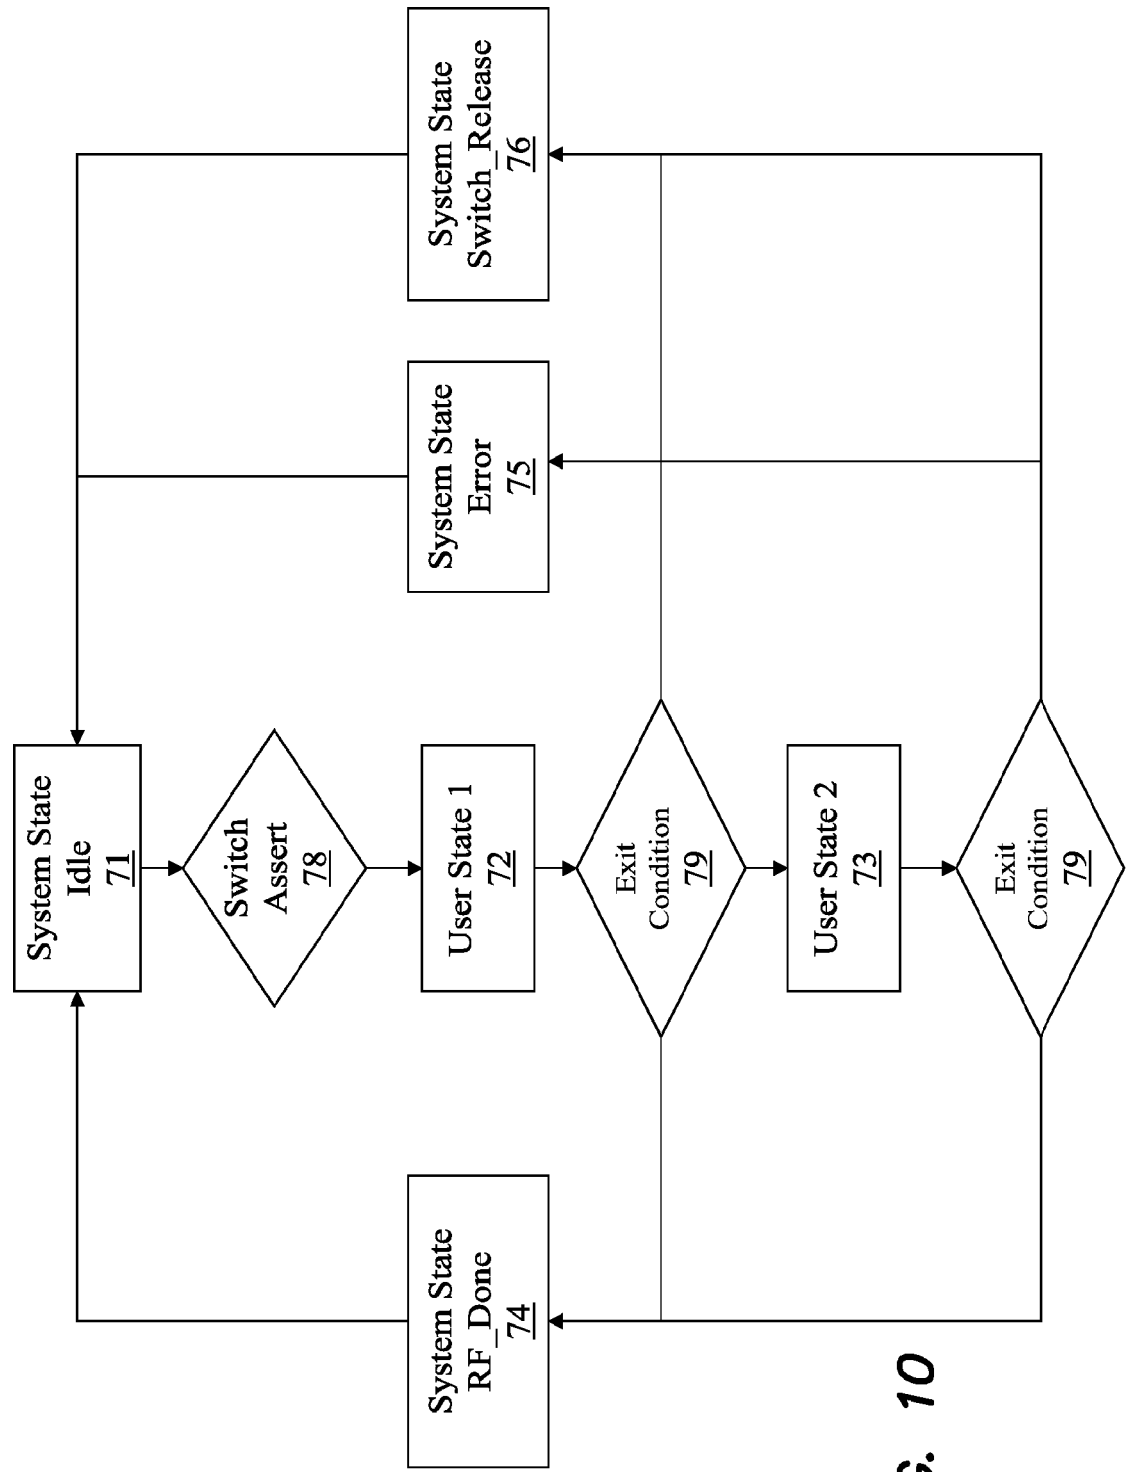 System State
Idle
71
Switch
Assert
78
System State
RF_Done
74
User State 1
72
System State
Error
75
System State
Switch_Release
76
Exit
Condition
79
User State 2
73
Exit
Condition
79
10